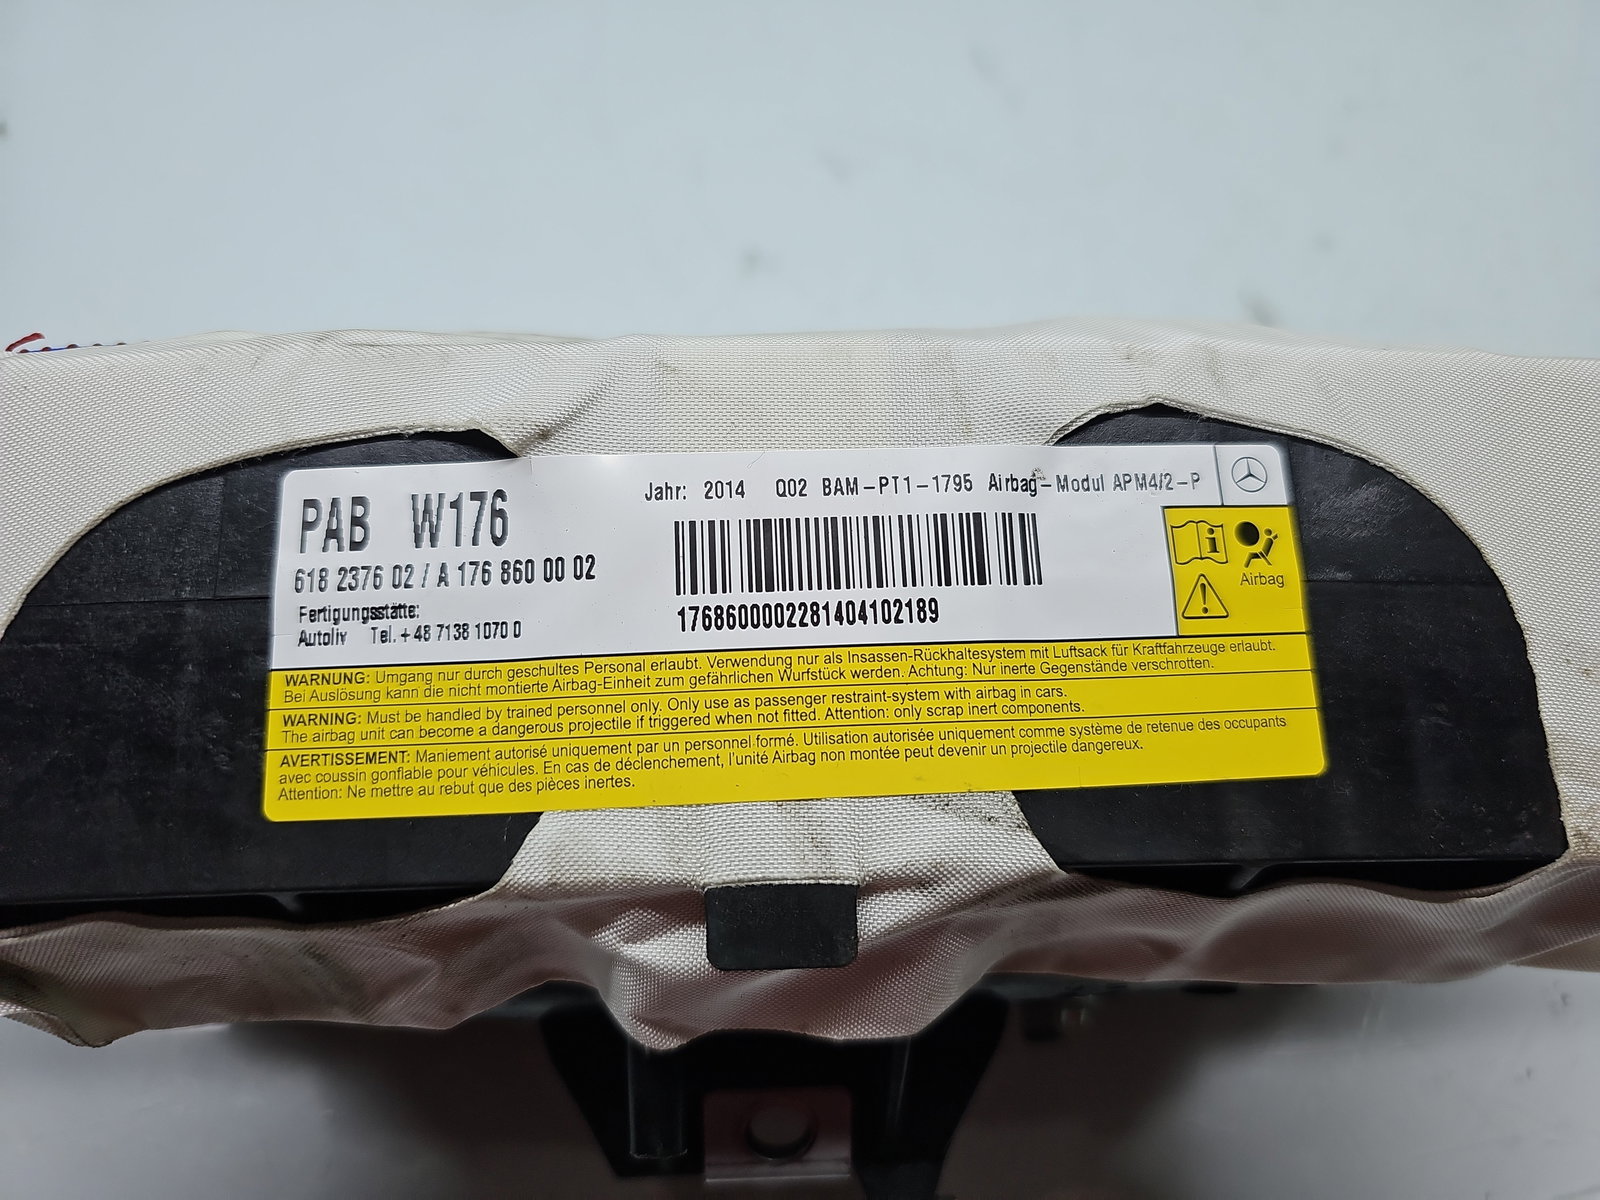 PAB W176
Jahr: 2014 Q02 BAM-PT1-1795 Airbag-Modul APM4/2-P
618 2376 02 / A 176 860 00 02
Fertigungsstätte:
Autoliv Tel. +48 7138 1070 0
1768600002281404102189
i
Airbag
WARNUNG: Umgang nur durch geschultes Personal erlaubt. Verwendung nur als Insassen-Rückhaltesystem mit Luftsack für Kraftfahrzeuge erlaubt.
Bei Auslösung kann die nicht montierte Airbag-Einheit zum gefährlichen Wurfstück werden. Achtung: Nur inerte Gegenstände verschrotten.
WARNING: Must be handled by trained personnel only. Only use as passenger restraint-system with airbag in cars.
The airbag unit can become a dangerous projectile if triggered when not fitted. Attention: only scrap inert components.
AVERTISSEMENT: Maniement autorisé uniquement par un personnel formé. Utilisation autorisée uniquement comme système de retenue des occupants
avec coussin gonflable pour véhicules. En cas de déclenchement, l'unité Airbag non montée peut devenir un projectile dangereux.
Attention: Ne mettre au rebut que des pièces inertes.